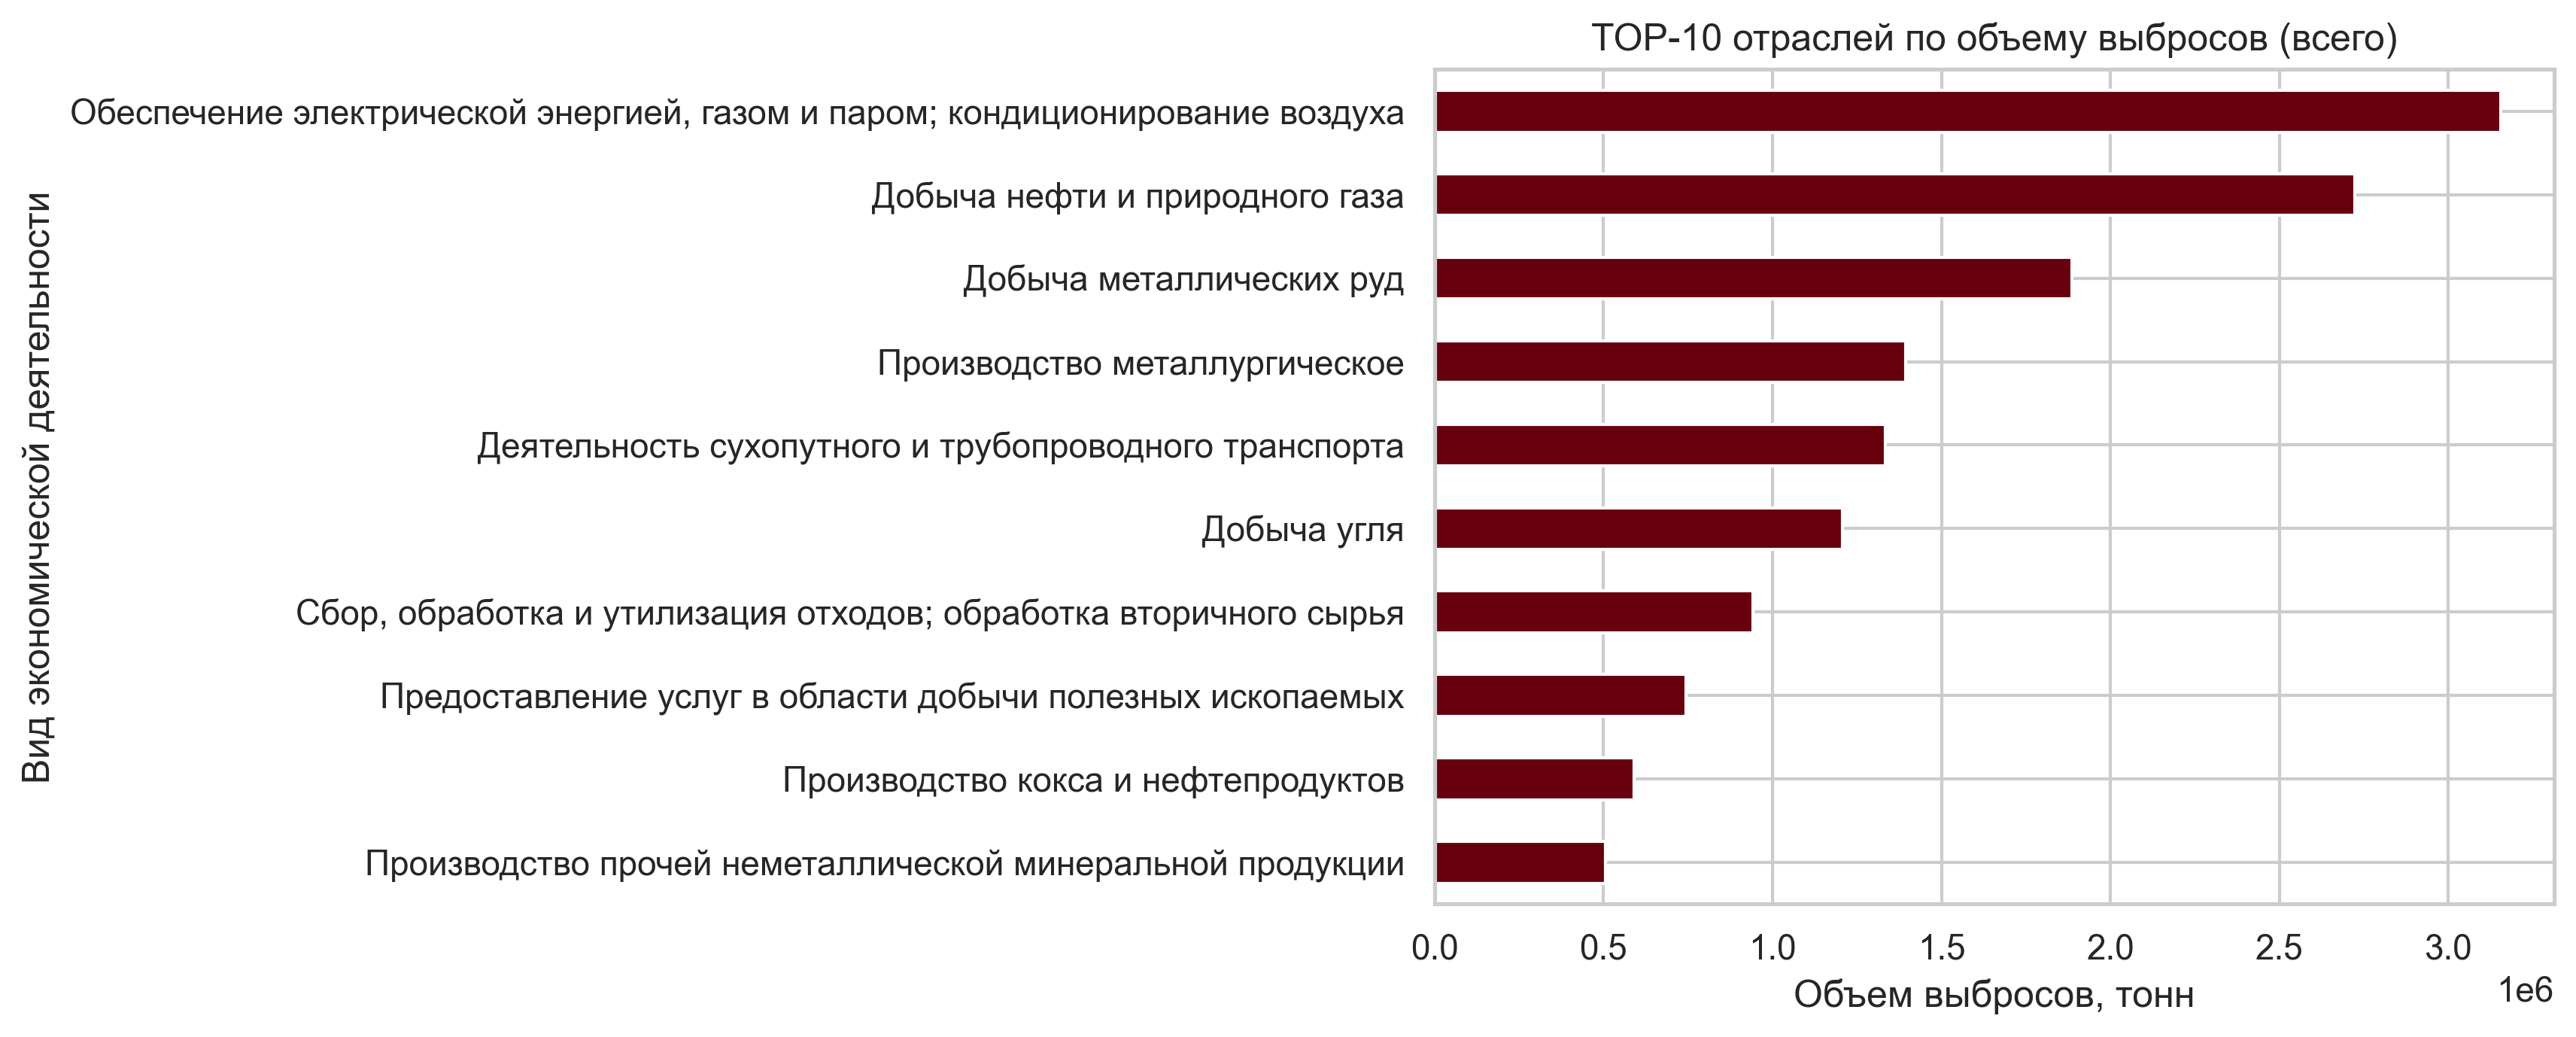 TOP-10 отраслей по объему выбросов (всего)
Вид экономической деятельности
Обеспечение электрической энергией, газом и паром; кондиционирование воздуха
Добыча нефти и природного газа
Добыча металлических руд
Производство металлургическое
Деятельность сухопутного и трубопроводного транспорта
Добыча угля
Сбор, обработка и утилизация отходов; обработка вторичного сырья
Предоставление услуг в области добычи полезных ископаемых
Производство кокса и нефтепродуктов
Производство прочей неметаллической минеральной продукции
0.0 0.5 1.0 1.5 2.0 2.5 3.0
Объем выбросов, тонн
1e6